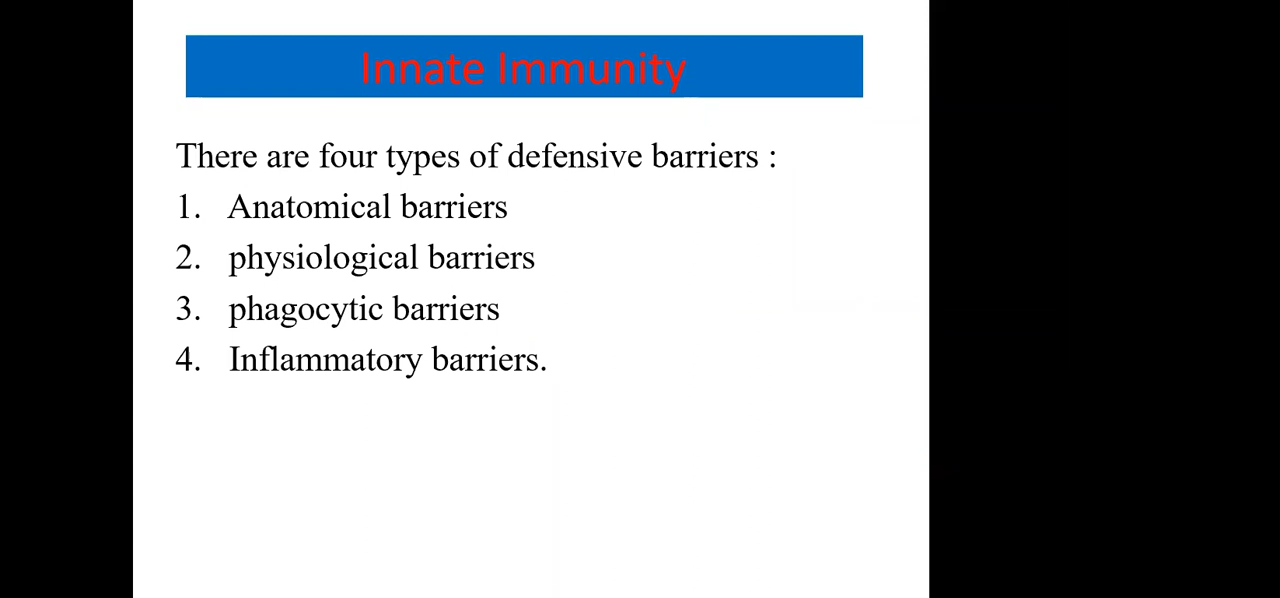 Innate Immunity
There are four types of defensive barriers :
1. Anatomical barriers
2. physiological barriers
3. phagocytic barriers
4. Inflammatory barriers.